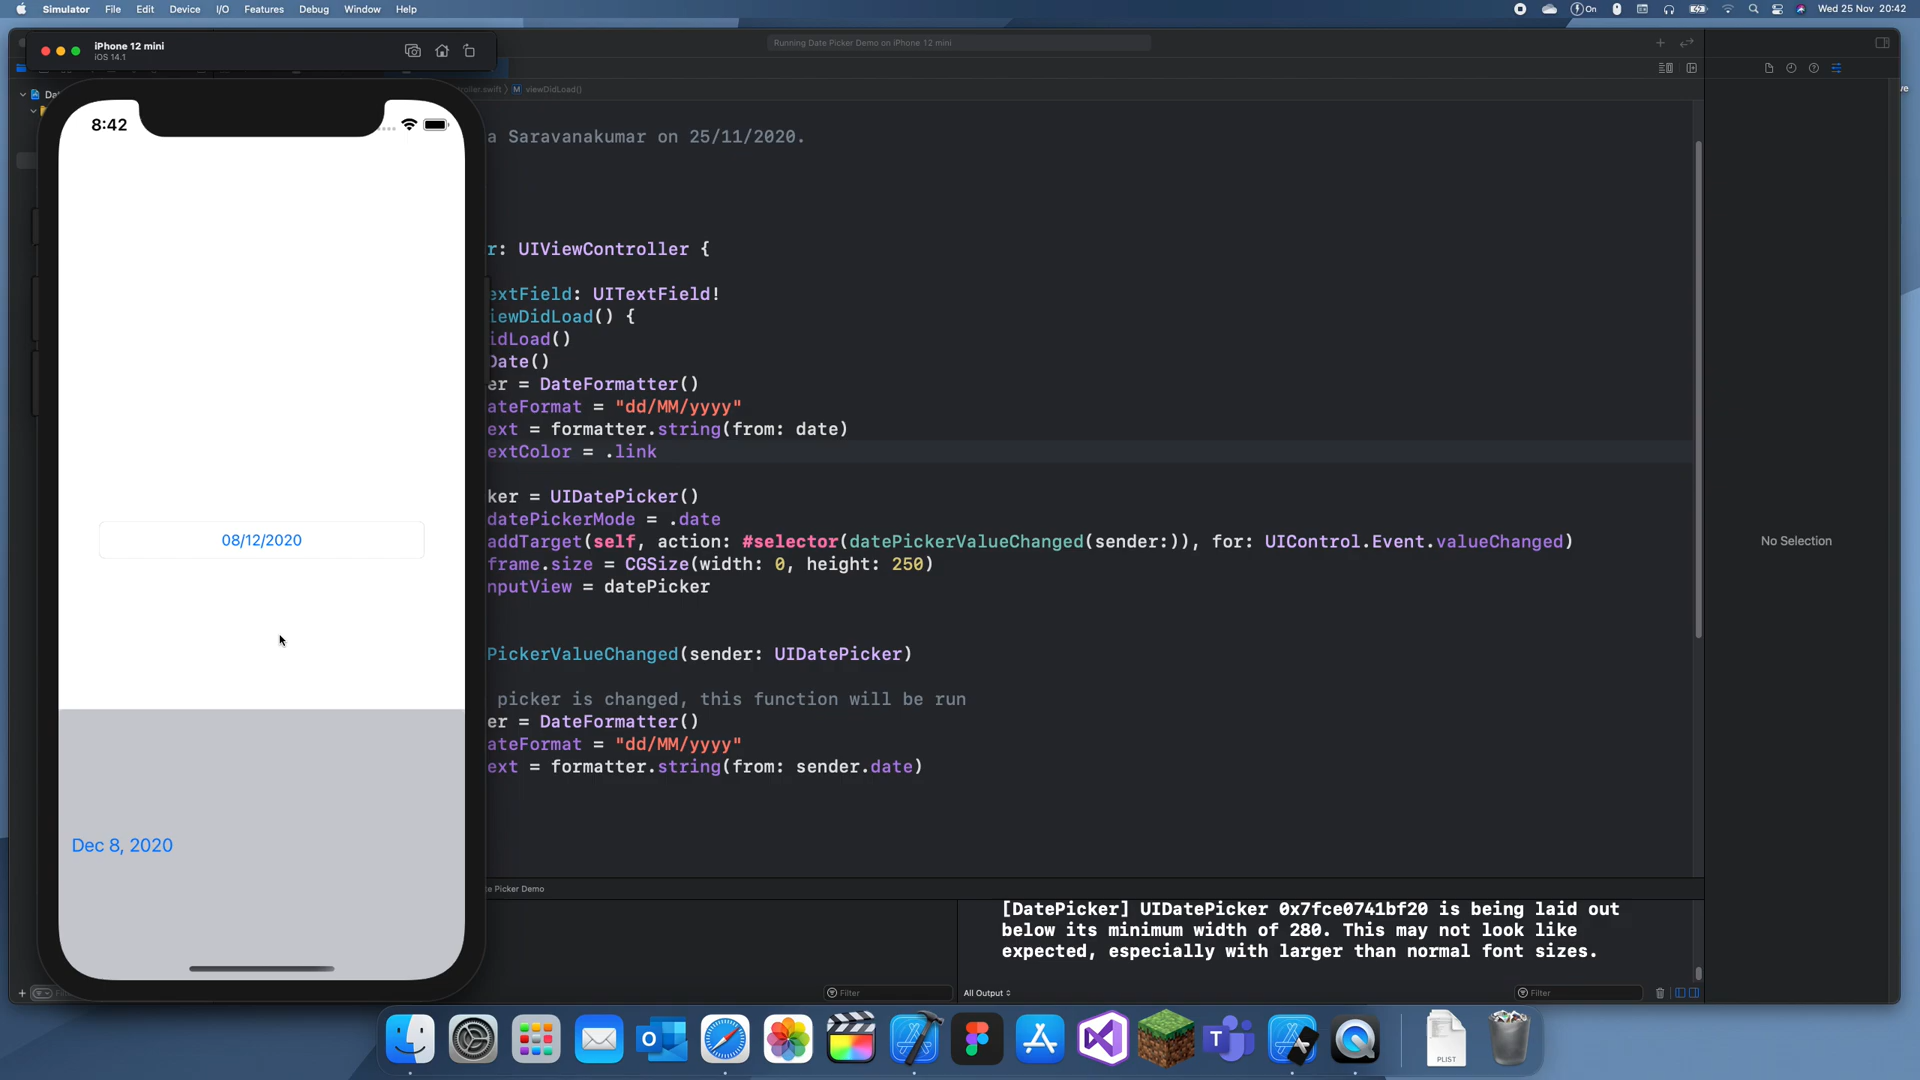 Simulator File Edit Device I/O Features Debug Window Help
On
Wed 25 Nov 20:42
iPhone 12 mini
iOS 14.1
Running Date Picker Demo on iPhone 12 mini
ntroller.swift > M viewDidLoad()
8:42
a Saravanakumar on 25/11/2020.
r: UIViewController {
extField: UITextField!
iewDidLoad() {
idLoad()
Date()
er = DateFormatter()
ateFormat = "dd/MM/yyyy"
ext = formatter.string(from: date)
extColor = .link
ker = UIDatePicker()
datePickerMode = .date
addTarget(self, action: #selector(datePickerValueChanged(sender:)), for: UIControl.Event.valueChanged)
frame.size = CGSize(width: 0, height: 250)
nputView = datePicker
PickerValueChanged(sender: UIDatePicker)
picker is changed, this function will be run
er = DateFormatter()
ateFormat = "dd/MM/yyyy"
ext = formatter.string(from: sender.date)
No Selection
08/12/2020
Dec 8, 2020
te Picker Demo
[DatePicker] UIDatePicker 0x7fce0741bf20 is being laid out
below its minimum width of 280. This may not look like
expected, especially with larger than normal font sizes.
Filter
All Output
Filter
PLIST